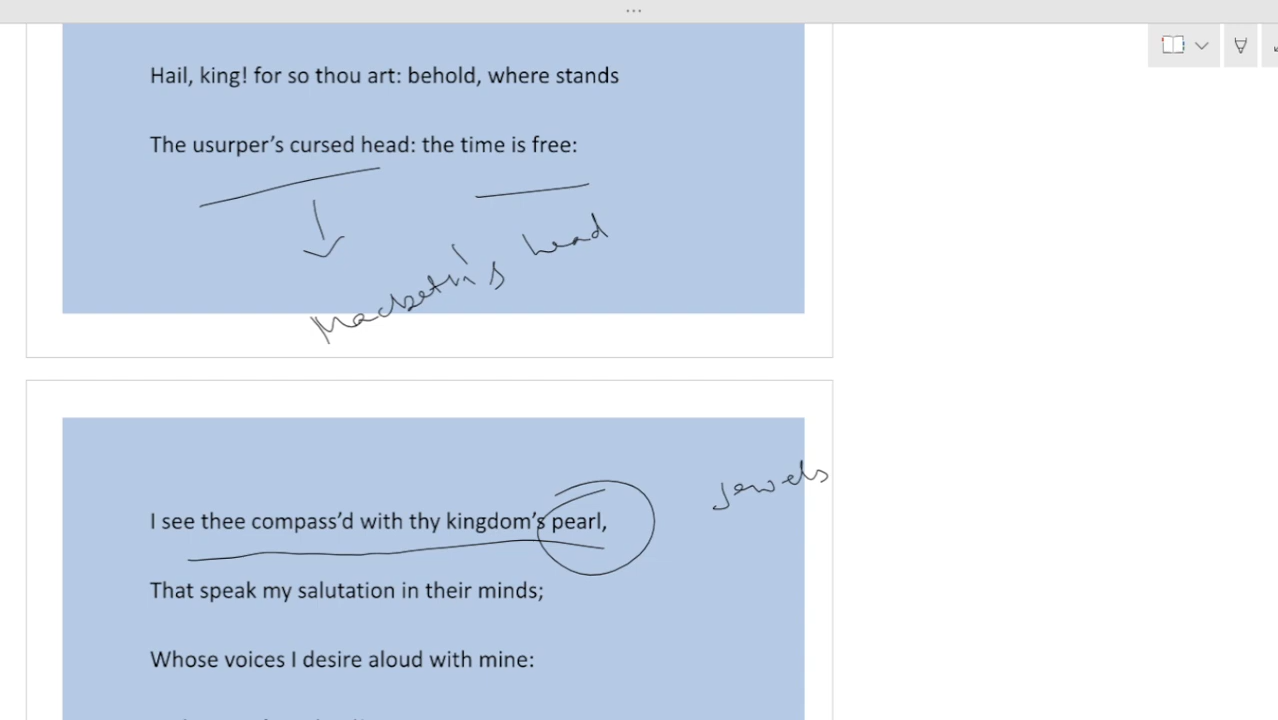 Hail, king! for so thou art: behold, where stands
The usurper's cursed head: the time is free:
Macbeth's head
I see thee compass'd with thy kingdom's pearl,
Jewels
That speak my salutation in their minds;
Whose voices I desire aloud with mine: